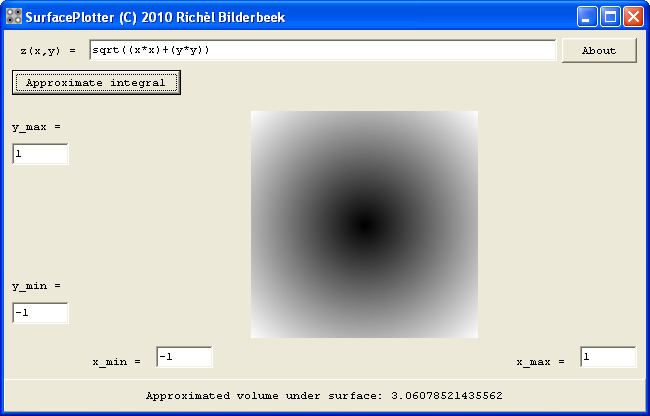 SurfacePlotter (C) 2010 Richèl Bilderbeek
z(x,y) = sqrt((x*x)+(y*y)) About
Approximate integral
y_max =
1
y_min =
-1
x_min = -1 x_max = 1
Approximated volume under surface: 3.06078521435562